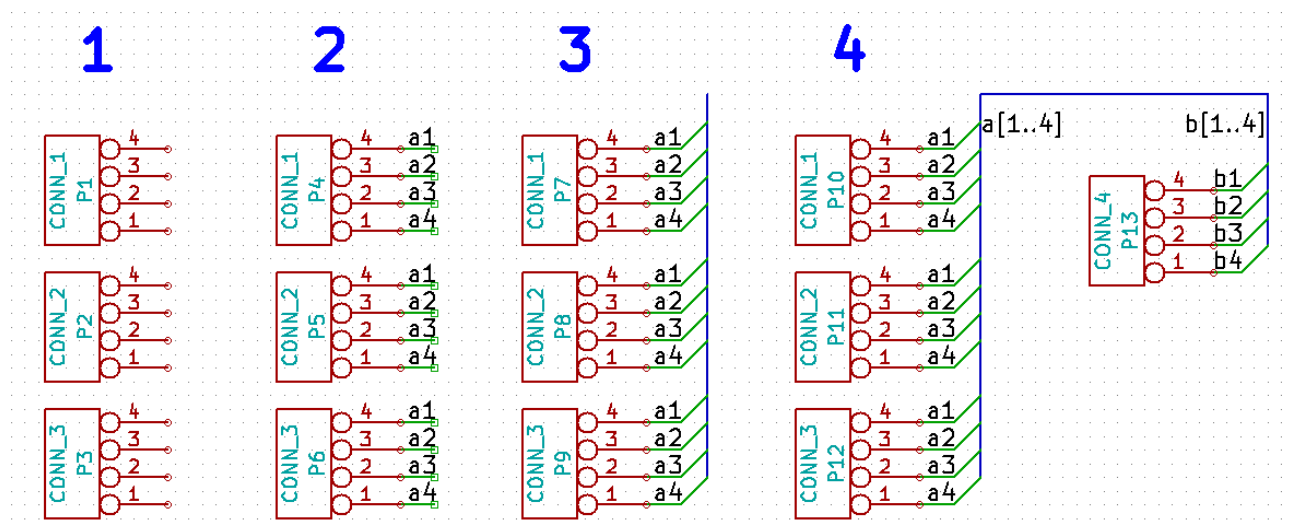 1
2
3
4
CONN_1
P1
4
3
2
1
CONN_2
P2
4
3
2
1
CONN_3
P3
4
3
2
1
CONN_1
P4
4 a1
3 a2
2 a3
1 a4
CONN_2
P5
4 a1
3 a2
2 a3
1 a4
CONN_3
P6
4 a1
3 a2
2 a3
1 a4
CONN_1
P7
4 a1
3 a2
2 a3
1 a4
CONN_2
P8
4 a1
3 a2
2 a3
1 a4
CONN_3
P9
4 a1
3 a2
2 a3
1 a4
CONN_1
P10
4 a1
3 a2
2 a3
1 a4
CONN_2
P11
4 a1
3 a2
2 a3
1 a4
CONN_3
P12
4 a1
3 a2
2 a3
1 a4
a[1..4]
b[1..4]
CONN_4
P13
4 b1
3 b2
2 b3
1 b4